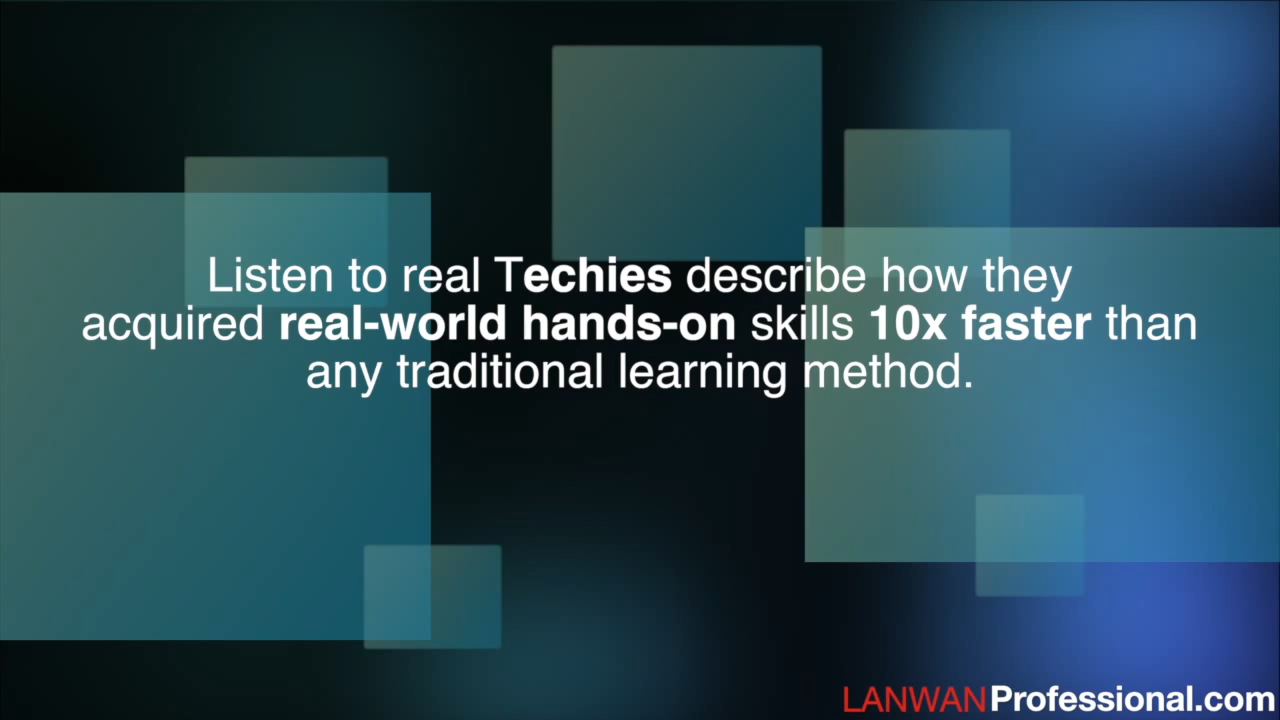 Listen to real Techies describe how they
acquired real-world hands-on skills 10x faster than
any traditional learning method.
LANWANProfessional.com